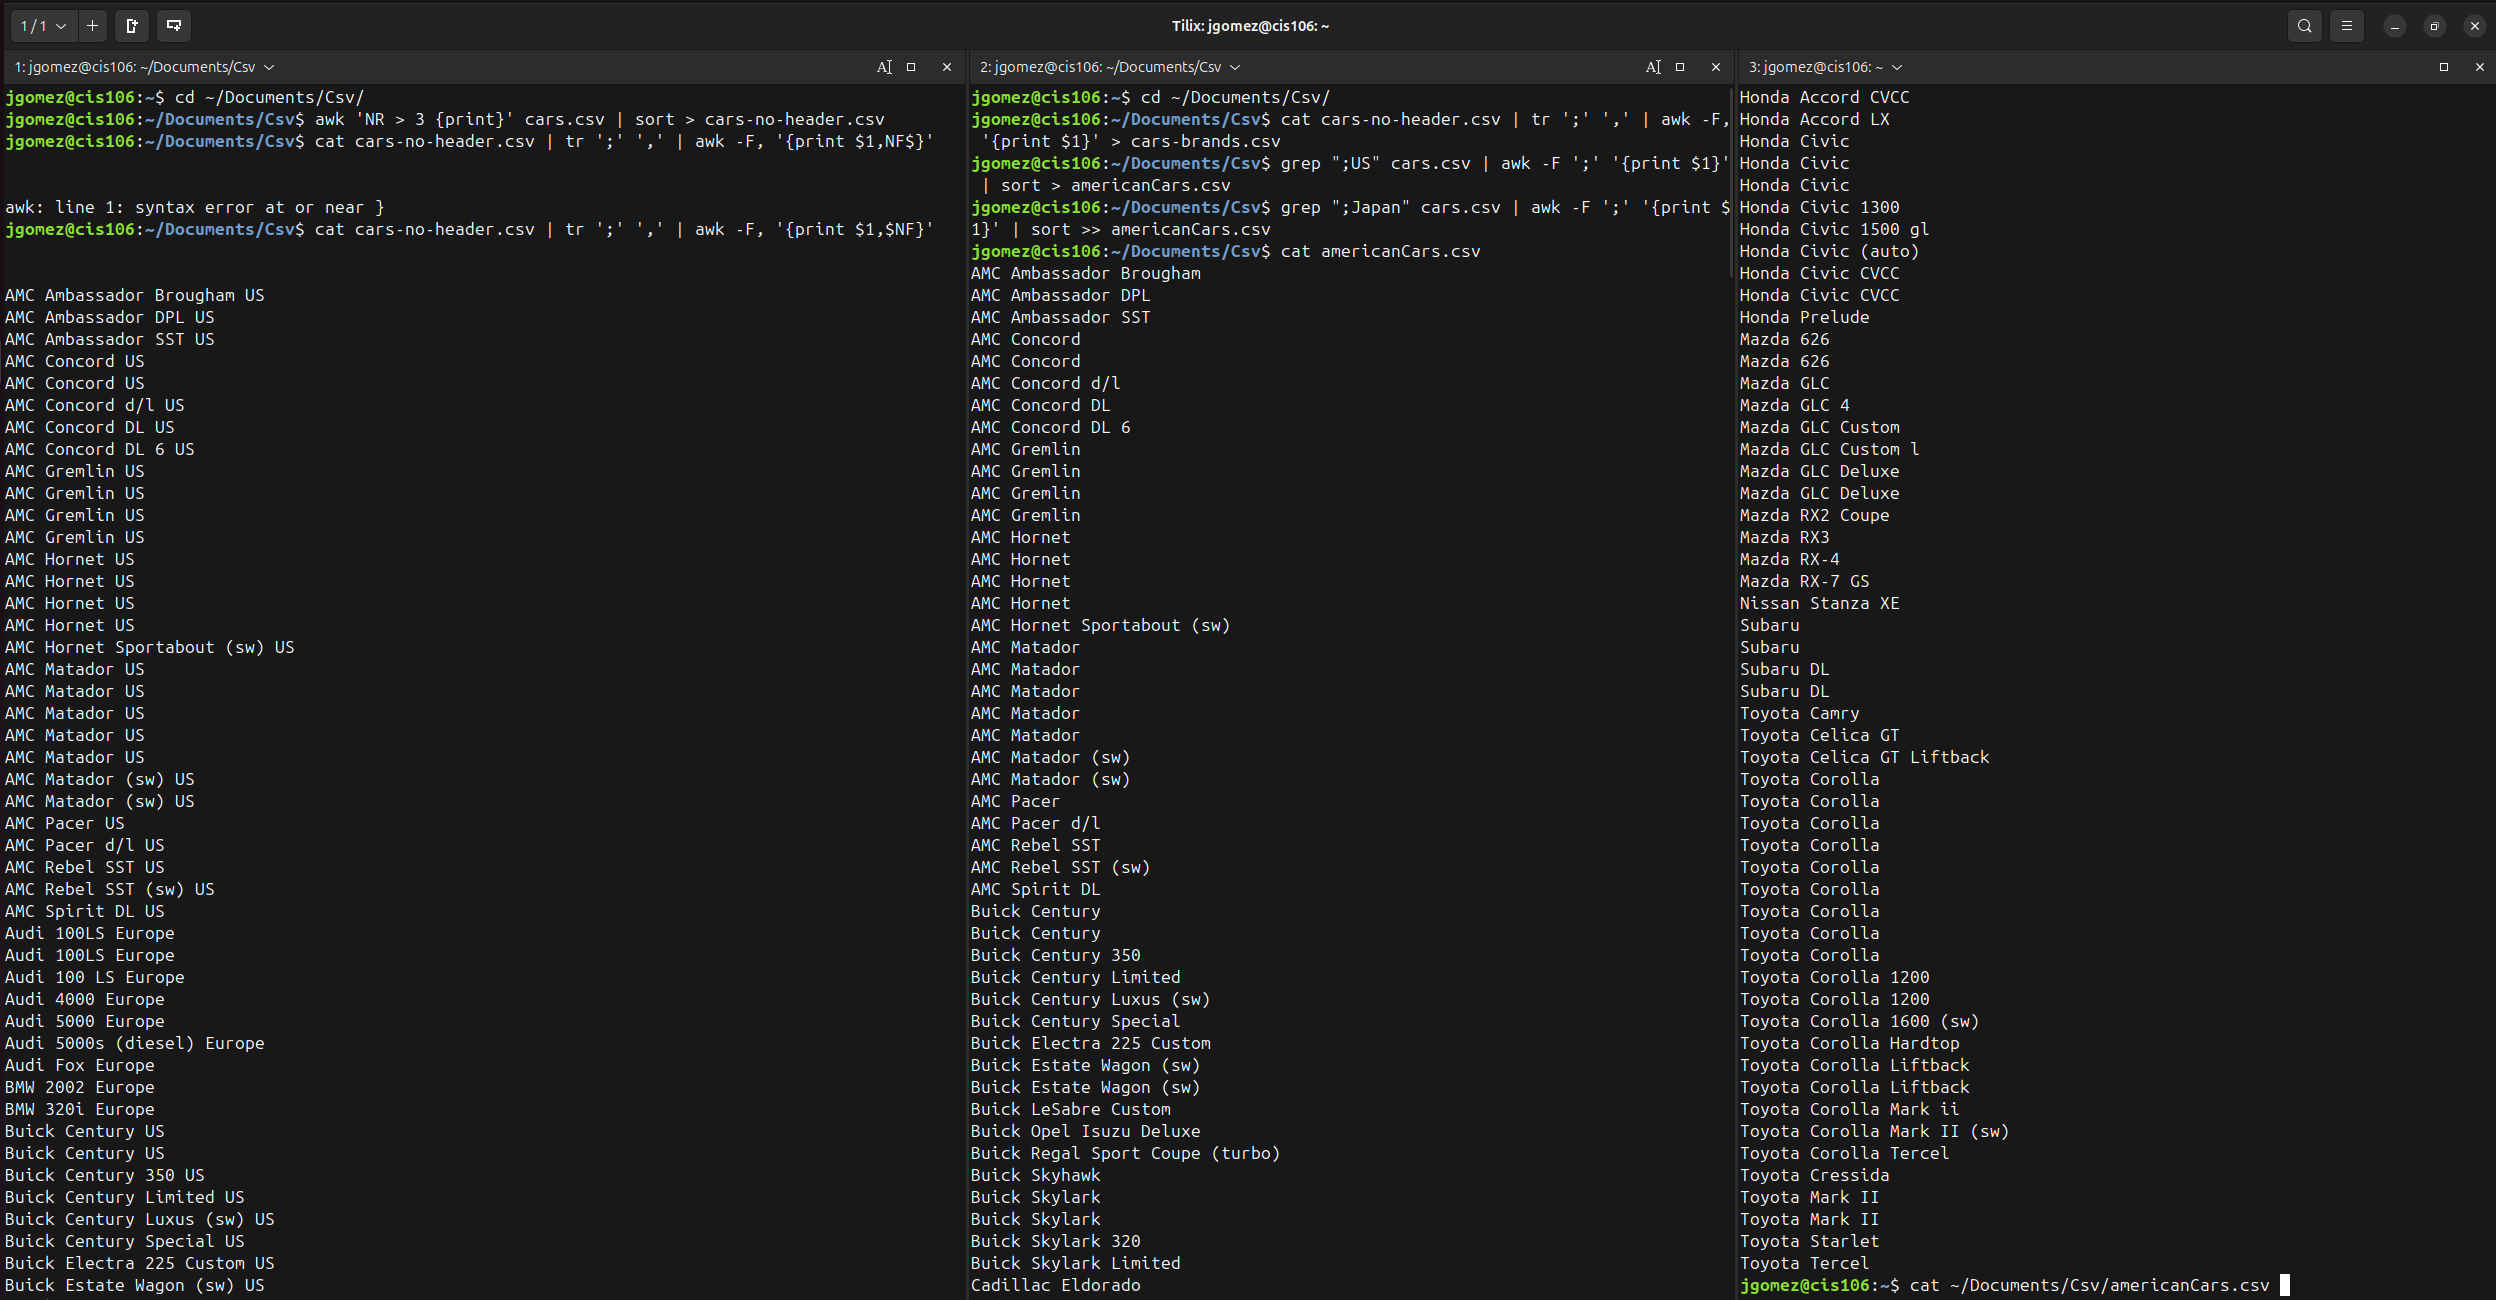 1 / 1
Tilix: jgomez@cis106: ~
1: jgomez@cis106: ~/Documents/Csv
jgomez@cis106:~$ cd ~/Documents/Csv/
jgomez@cis106:~/Documents/Csv$ awk 'NR > 3 {print}' cars.csv | sort > cars-no-header.csv
jgomez@cis106:~/Documents/Csv$ cat cars-no-header.csv | tr ';' ',' | awk -F, '{print $1,NF$}'
awk: line 1: syntax error at or near }
jgomez@cis106:~/Documents/Csv$ cat cars-no-header.csv | tr ';' ',' | awk -F, '{print $1,$NF}'
AMC Ambassador Brougham US
AMC Ambassador DPL US
AMC Ambassador SST US
AMC Concord US
AMC Concord US
AMC Concord d/l US
AMC Concord DL US
AMC Concord DL 6 US
AMC Gremlin US
AMC Gremlin US
AMC Gremlin US
AMC Gremlin US
AMC Hornet US
AMC Hornet US
AMC Hornet US
AMC Hornet US
AMC Hornet Sportabout (sw) US
AMC Matador US
AMC Matador US
AMC Matador US
AMC Matador US
AMC Matador US
AMC Matador (sw) US
AMC Matador (sw) US
AMC Pacer US
AMC Pacer d/l US
AMC Rebel SST US
AMC Rebel SST (sw) US
AMC Spirit DL US
Audi 100LS Europe
Audi 100LS Europe
Audi 100 LS Europe
Audi 4000 Europe
Audi 5000 Europe
Audi 5000s (diesel) Europe
Audi Fox Europe
BMW 2002 Europe
BMW 320i Europe
Buick Century US
Buick Century US
Buick Century 350 US
Buick Century Limited US
Buick Century Luxus (sw) US
Buick Century Special US
Buick Electra 225 Custom US
Buick Estate Wagon (sw) US
2: jgomez@cis106: ~/Documents/Csv
jgomez@cis106:~$ cd ~/Documents/Csv/
jgomez@cis106:~/Documents/Csv$ cat cars-no-header.csv | tr ';' ',' | awk -F,
'{print $1}' > cars-brands.csv
jgomez@cis106:~/Documents/Csv$ grep ";US" cars.csv | awk -F ';' '{print $1}'
| sort > americanCars.csv
jgomez@cis106:~/Documents/Csv$ grep ";Japan" cars.csv | awk -F ';' '{print $
1}' | sort >> americanCars.csv
jgomez@cis106:~/Documents/Csv$ cat americanCars.csv
AMC Ambassador Brougham
AMC Ambassador DPL
AMC Ambassador SST
AMC Concord
AMC Concord
AMC Concord d/l
AMC Concord DL
AMC Concord DL 6
AMC Gremlin
AMC Gremlin
AMC Gremlin
AMC Gremlin
AMC Hornet
AMC Hornet
AMC Hornet
AMC Hornet
AMC Hornet Sportabout (sw)
AMC Matador
AMC Matador
AMC Matador
AMC Matador
AMC Matador
AMC Matador (sw)
AMC Matador (sw)
AMC Pacer
AMC Pacer d/l
AMC Rebel SST
AMC Rebel SST (sw)
AMC Spirit DL
Buick Century
Buick Century
Buick Century 350
Buick Century Limited
Buick Century Luxus (sw)
Buick Century Special
Buick Electra 225 Custom
Buick Estate Wagon (sw)
Buick Estate Wagon (sw)
Buick LeSabre Custom
Buick Opel Isuzu Deluxe
Buick Regal Sport Coupe (turbo)
Buick Skyhawk
Buick Skylark
Buick Skylark
Buick Skylark 320
Buick Skylark Limited
Cadillac Eldorado
3: jgomez@cis106: ~
Honda Accord CVCC
Honda Accord LX
Honda Civic
Honda Civic
Honda Civic
Honda Civic 1300
Honda Civic 1500 gl
Honda Civic (auto)
Honda Civic CVCC
Honda Civic CVCC
Honda Prelude
Mazda 626
Mazda 626
Mazda GLC
Mazda GLC 4
Mazda GLC Custom
Mazda GLC Custom l
Mazda GLC Deluxe
Mazda GLC Deluxe
Mazda RX2 Coupe
Mazda RX3
Mazda RX-4
Mazda RX-7 GS
Nissan Stanza XE
Subaru
Subaru
Subaru DL
Subaru DL
Toyota Camry
Toyota Celica GT
Toyota Celica GT Liftback
Toyota Corolla
Toyota Corolla
Toyota Corolla
Toyota Corolla
Toyota Corolla
Toyota Corolla
Toyota Corolla
Toyota Corolla
Toyota Corolla
Toyota Corolla 1200
Toyota Corolla 1200
Toyota Corolla 1600 (sw)
Toyota Corolla Hardtop
Toyota Corolla Liftback
Toyota Corolla Liftback
Toyota Corolla Mark ii
Toyota Corolla Mark II (sw)
Toyota Corolla Tercel
Toyota Cressida
Toyota Mark II
Toyota Mark II
Toyota Starlet
Toyota Tercel
jgomez@cis106:~$ cat ~/Documents/Csv/americanCars.csv